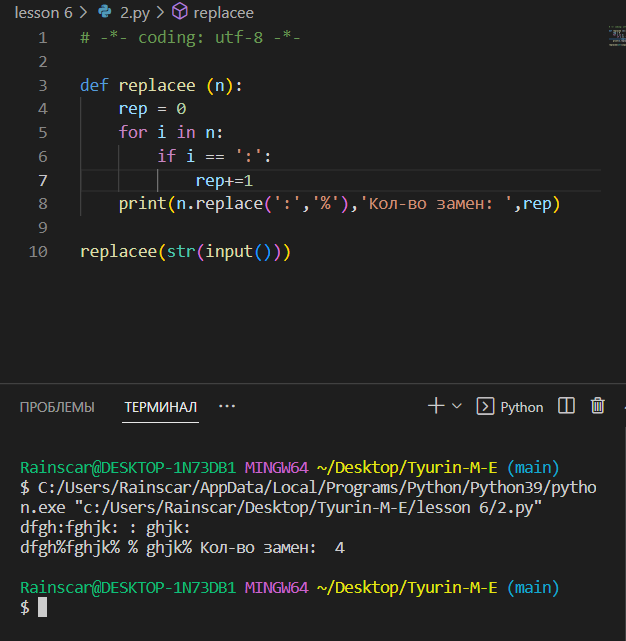 lesson 6 > 2.py > replacee
1 # -*- coding: utf-8 -*-
2
3 def replacee (n):
4     rep = 0
5     for i in n:
6         if i == ':':
7             rep+=1
8     print(n.replace(':','%'),'Кол-во замен: ',rep)
9
10 replacee(str(input()))
ПРОБЛЕМЫ ТЕРМИНАЛ ··· Python
Rainscar@DESKTOP-1N73DB1 MINGW64 ~/Desktop/Tyurin-M-E (main)
$ C:/Users/Rainscar/AppData/Local/Programs/Python/Python39/pytho
n.exe "c:/Users/Rainscar/Desktop/Tyurin-M-E/lesson 6/2.py"
dfgh:fghjk: : ghjk:
dfgh%fghjk% % ghjk% Кол-во замен:  4
Rainscar@DESKTOP-1N73DB1 MINGW64 ~/Desktop/Tyurin-M-E (main)
$